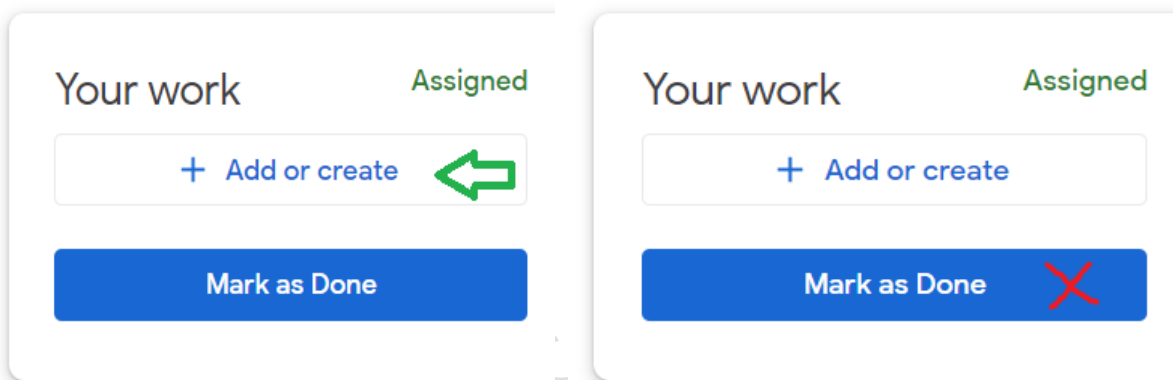 Your work
Assigned
+ Add or create
Mark as Done
Your work
Assigned
+ Add or create
Mark as Done